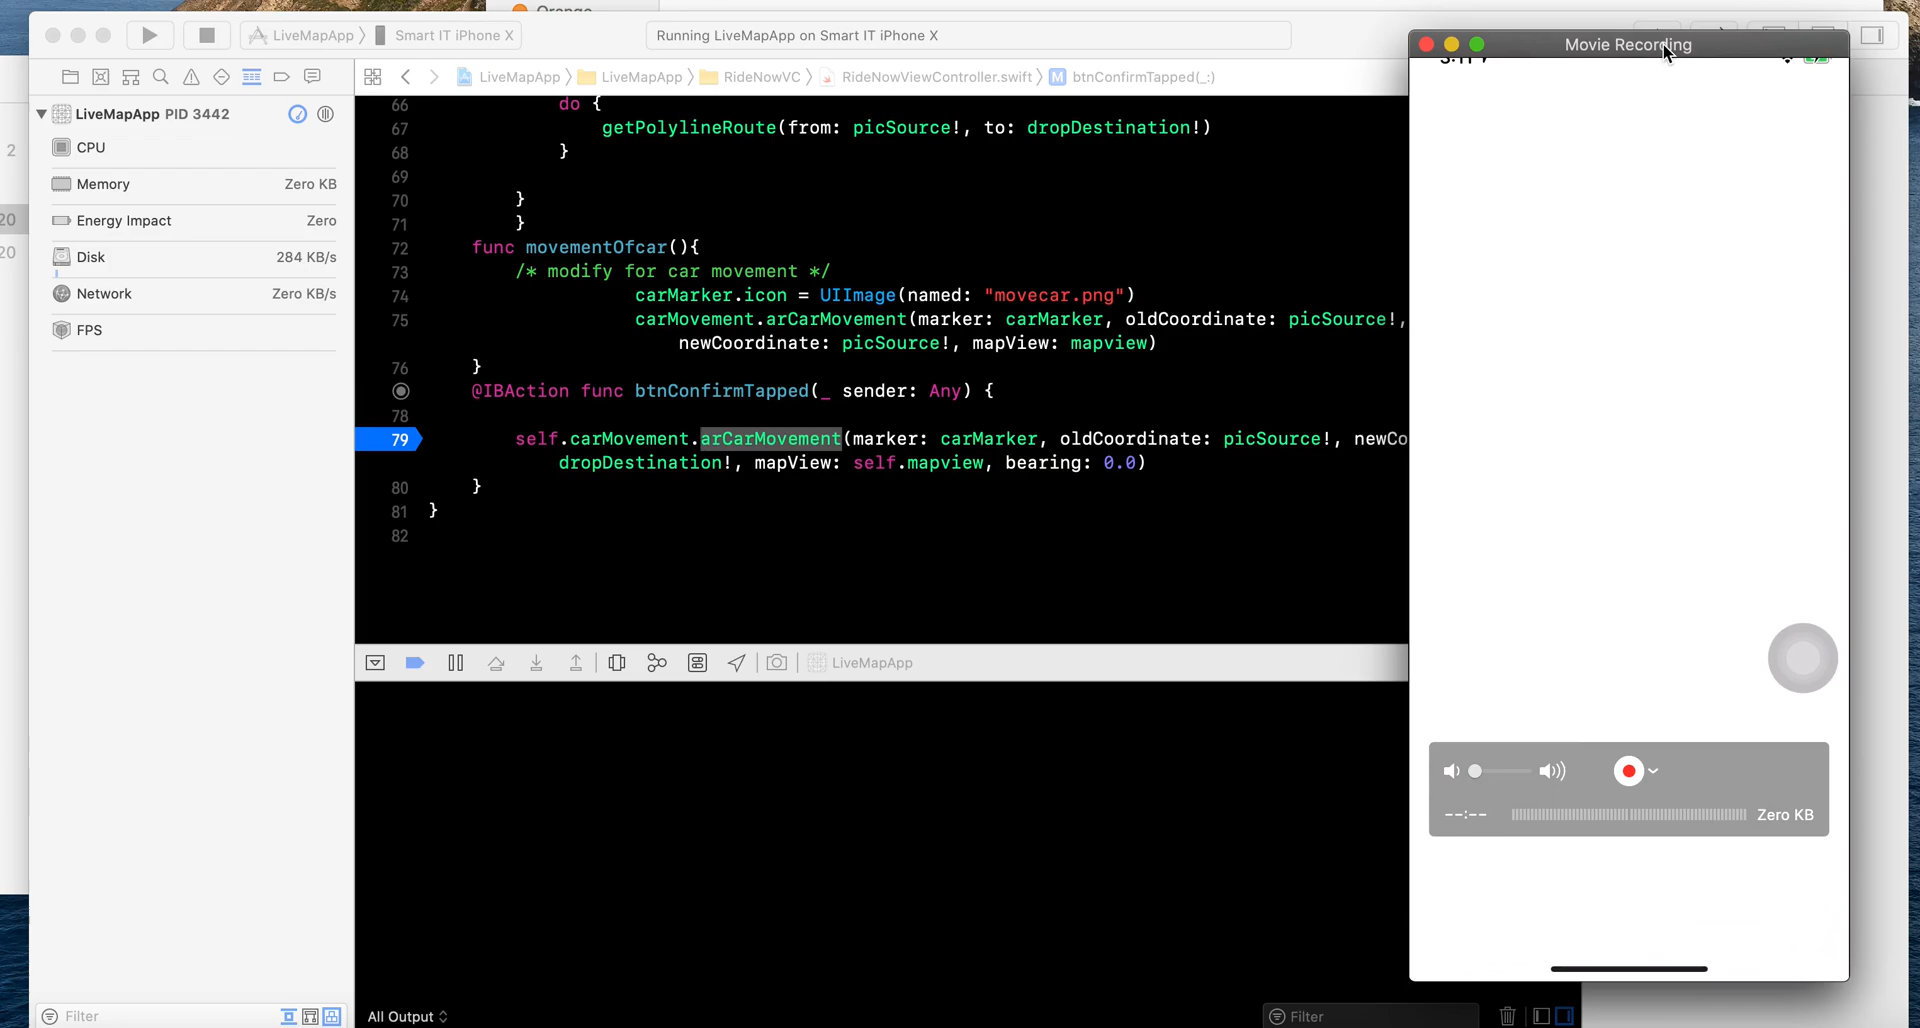 Running LiveMapApp on Smart IT iPhone X
LiveMapApp Smart IT iPhone X
Movie Recording
LiveMapApp LiveMapApp RideNowVC RideNowViewController.swift M btnConfirmTapped(_:)
LiveMapApp PID 3442
CPU
Memory Zero KB
Energy Impact Zero
Disk 284 KB/s
Network Zero KB/s
FPS
2
20
20
66 do {
67 getPolylineRoute(from: picSource!, to: dropDestination!)
68 }
69
70 }
71 }
72 func movementOfcar(){
73 /* modify for car movement */
74 carMarker.icon = UIImage(named: "movecar.png")
75 carMovement.arCarMovement(marker: carMarker, oldCoordinate: picSource!,
newCoordinate: picSource!, mapView: mapview)
76 }
@IBAction func btnConfirmTapped(_ sender: Any) {
78
79 self.carMovement.arCarMovement(marker: carMarker, oldCoordinate: picSource!, newCo
dropDestination!, mapView: self.mapview, bearing: 0.0)
80 }
81 }
82
LiveMapApp
--:-- Zero KB
Filter
All Output
Filter